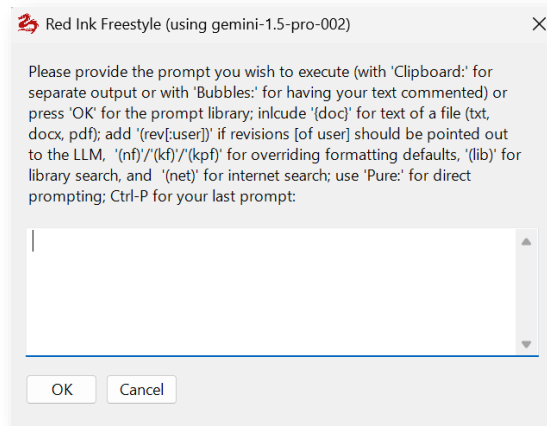 Red Ink Freestyle (using gemini-1.5-pro-002)
Please provide the prompt you wish to execute (with 'Clipboard:' for
separate output or with 'Bubbles:' for having your text commented) or
press 'OK' for the prompt library; inlcude '{doc}' for text of a file (txt,
docx, pdf); add '(rev[:user])' if revisions [of user] should be pointed out
to the LLM,  '(nf)'/'(kf)'/'(kpf)' for overriding formatting defaults, '(lib)' for
library search, and  '(net)' for internet search; use 'Pure:' for direct
prompting; Ctrl-P for your last prompt:
OK
Cancel